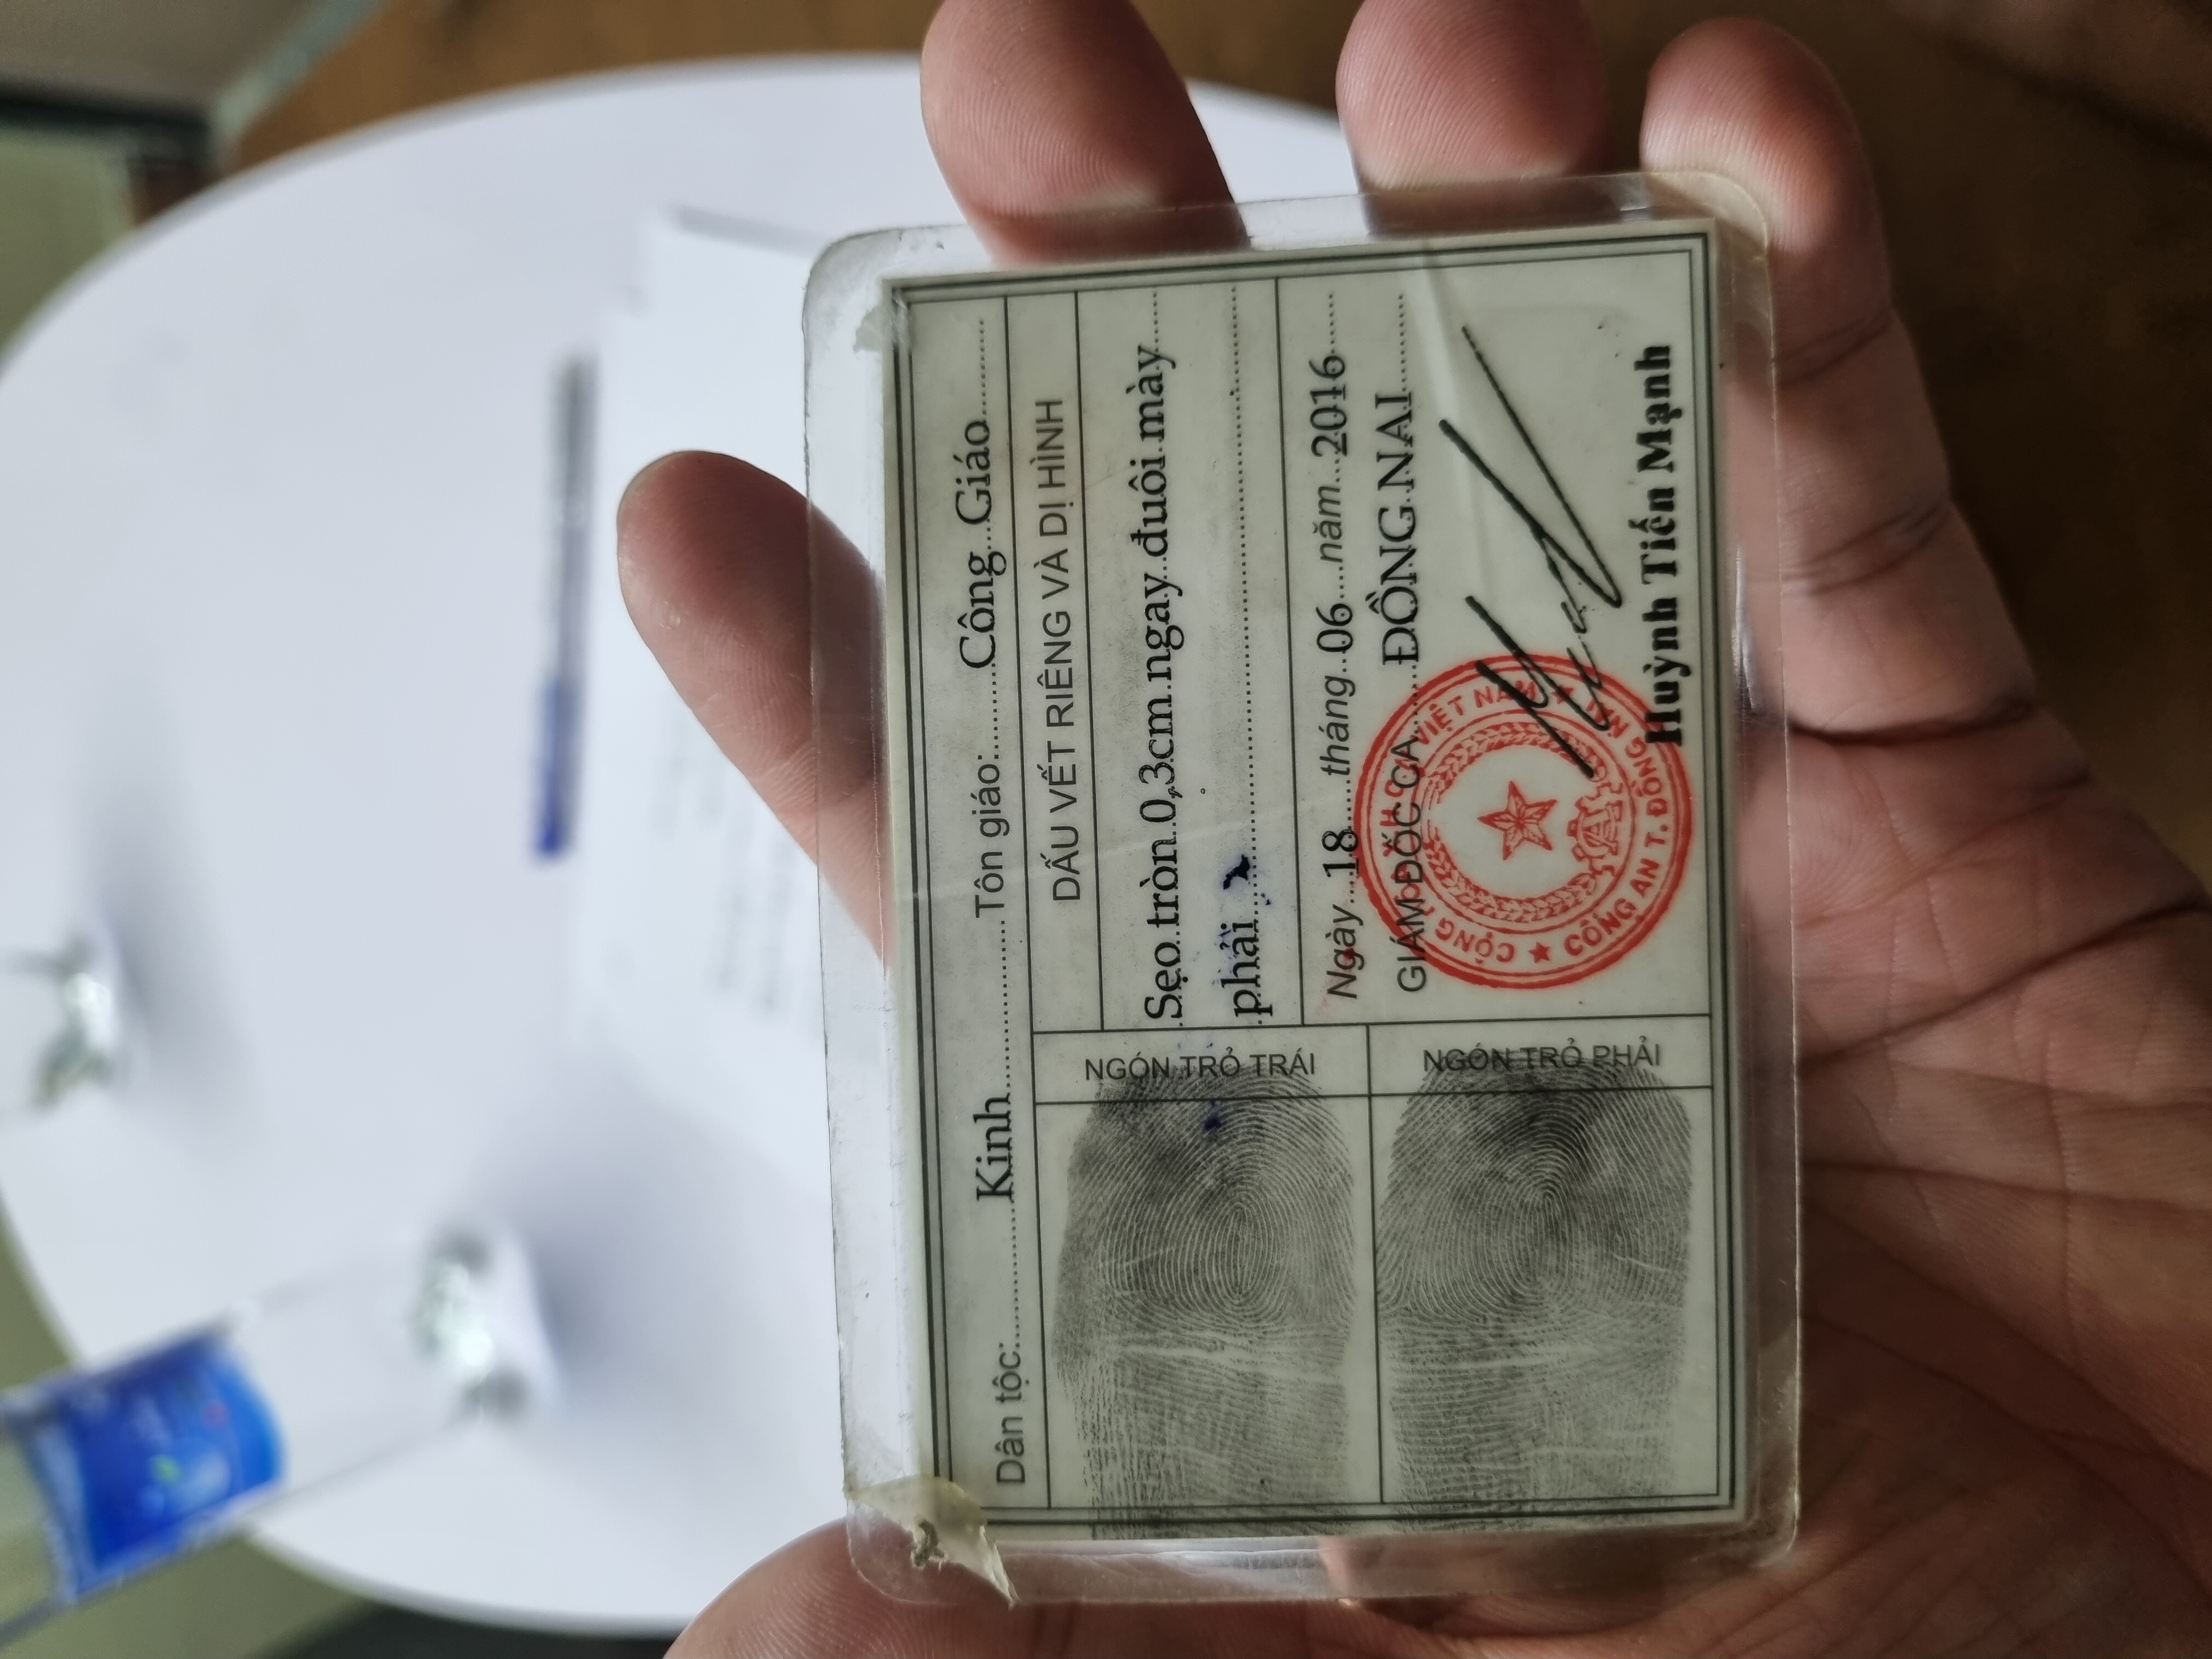 Dân tộc: Kinh Tôn giáo: Công Giáo
DẤU VẾT RIÊNG VÀ DỊ HÌNH
Sẹo tròn 0,3cm ngay đuôi mày
phải
Ngày 18 tháng 06 năm 2016
GIÁM ĐỐC CA ĐỒNG NAI
CÔNG AN T. ĐỒNG NAI
Huỳnh Tiến Mạnh
NGÓN TRỎ TRÁI
NGÓN TRỎ PHẢI